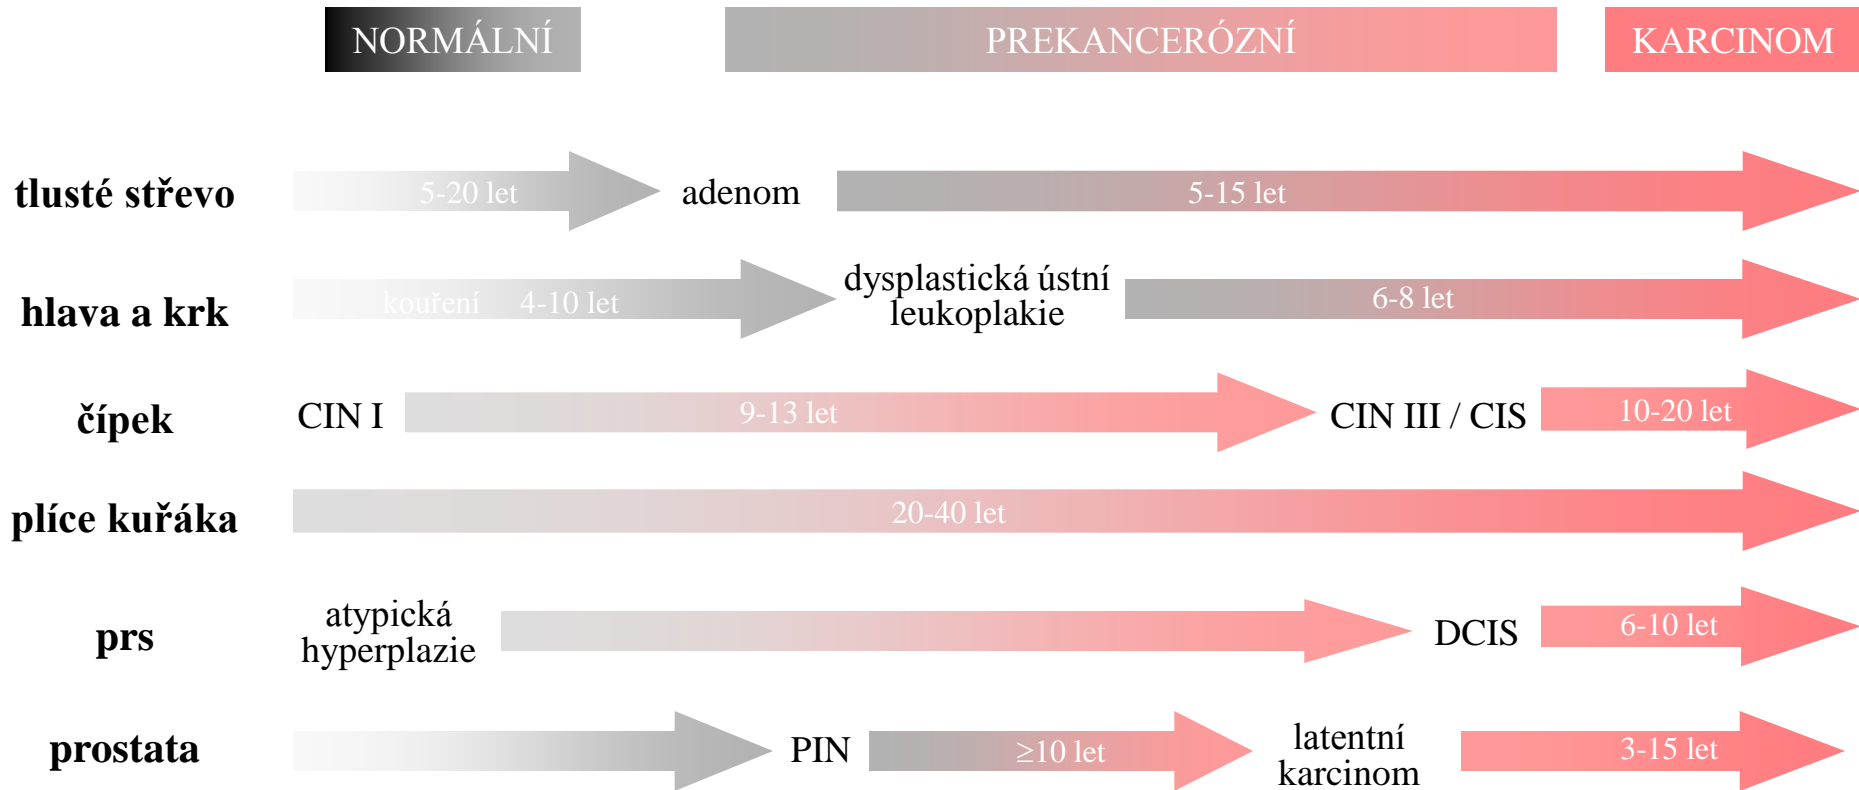 NORMÁLNÍ PREKANCERÓZNÍ KARCINOM
tlusté střevo 5-20 let adenom 5-15 let
hlava a krk kouření 4-10 let dysplastická ústní
leukoplakie 6-8 let
čípek CIN I 9-13 let CIN III / CIS 10-20 let
plíce kuřáka 20-40 let
prs atypická
hyperplazie DCIS 6-10 let
prostata PIN ≥10 let latentní
karcinom 3-15 let